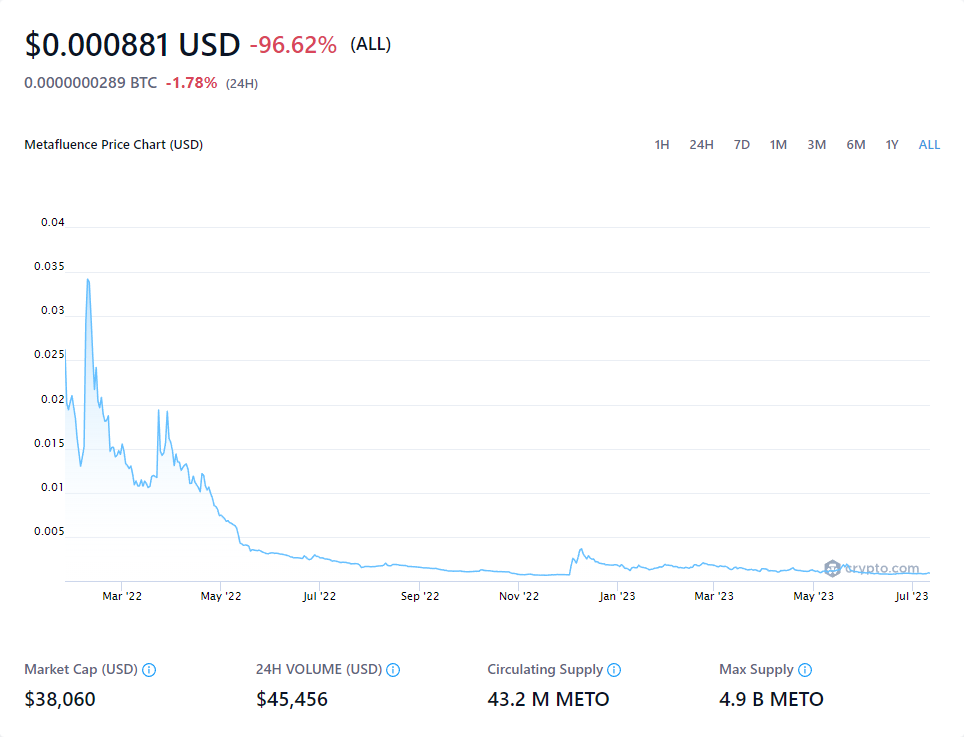 $0.000881 USD -96.62% (ALL)
0.0000000289 BTC -1.78% (24H)
Metafluence Price Chart (USD) 1H 24H 7D 1M 3M 6M 1Y ALL
0.04
0.035
0.03
0.025
0.02
0.015
0.01
0.005
crypto.com
Mar '22 May '22 Jul '22 Sep '22 Nov '22 Jan '23 Mar '23 May '23 Jul '23
Market Cap (USD) 24H VOLUME (USD) Circulating Supply Max Supply
$38,060 $45,456 43.2 M METO 4.9 B METO